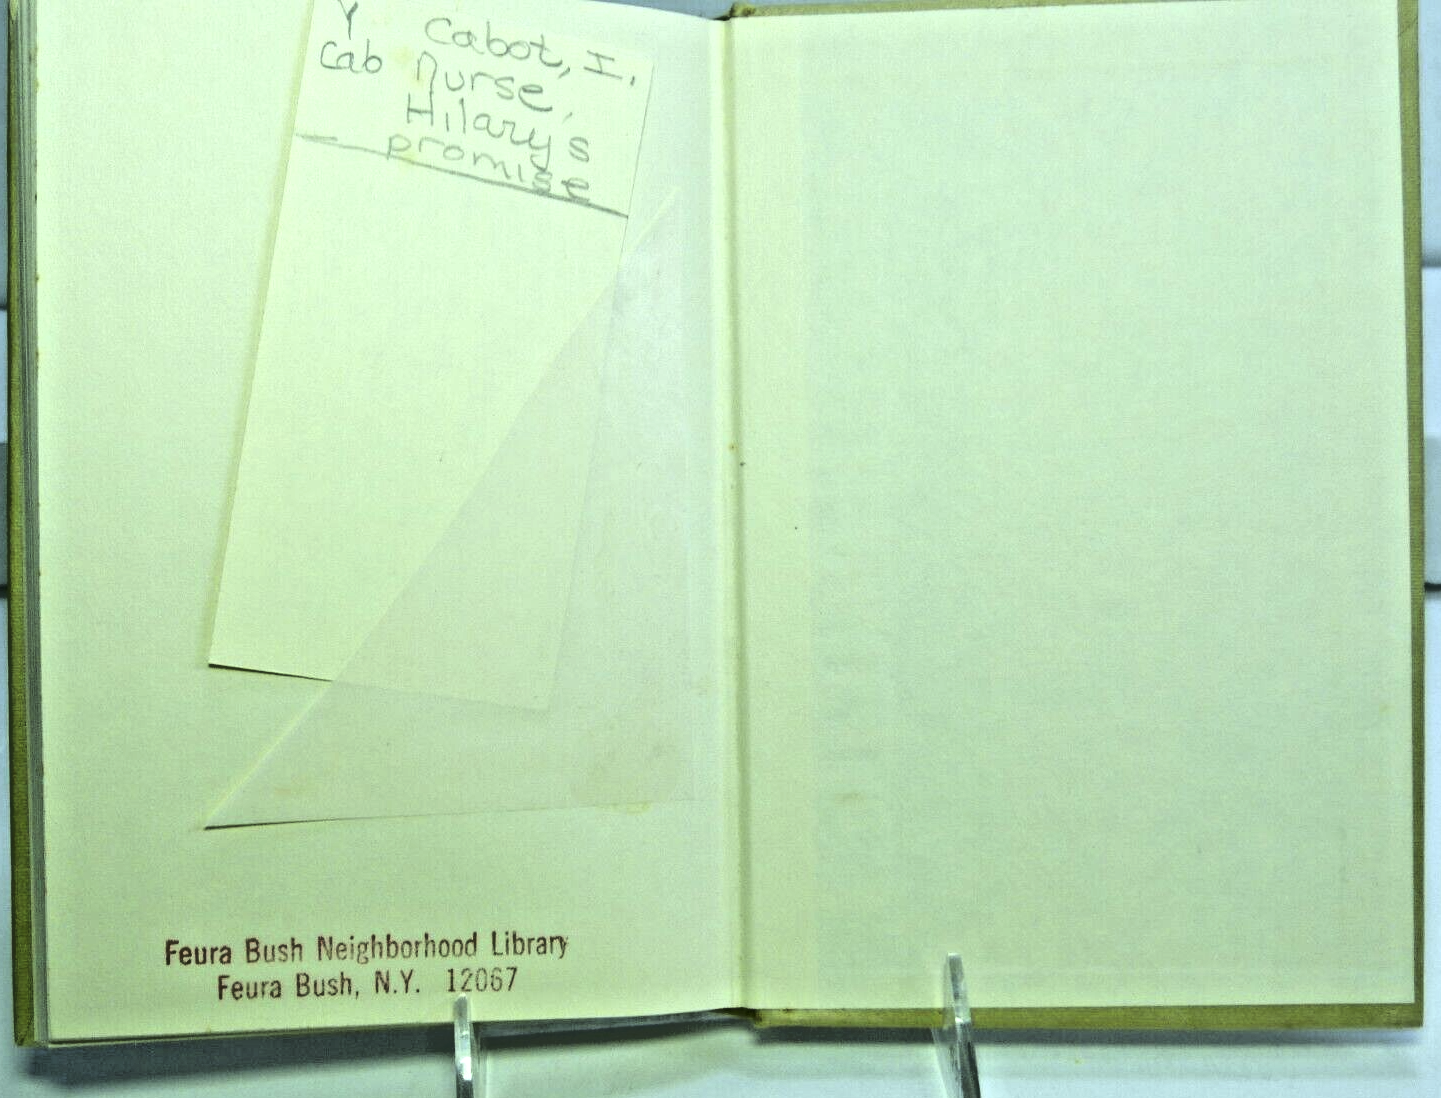 Y Cabot, I.
Cab Nurse,
Hilary's
promise
Feura Bush Neighborhood Library
Feura Bush, N.Y. 12067